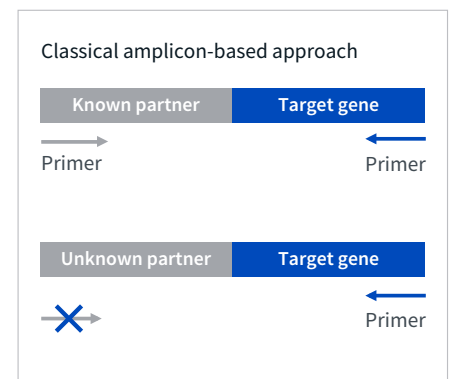 Classical amplicon-based approach
Known partner Target gene
Primer Primer
Unknown partner Target gene
Primer